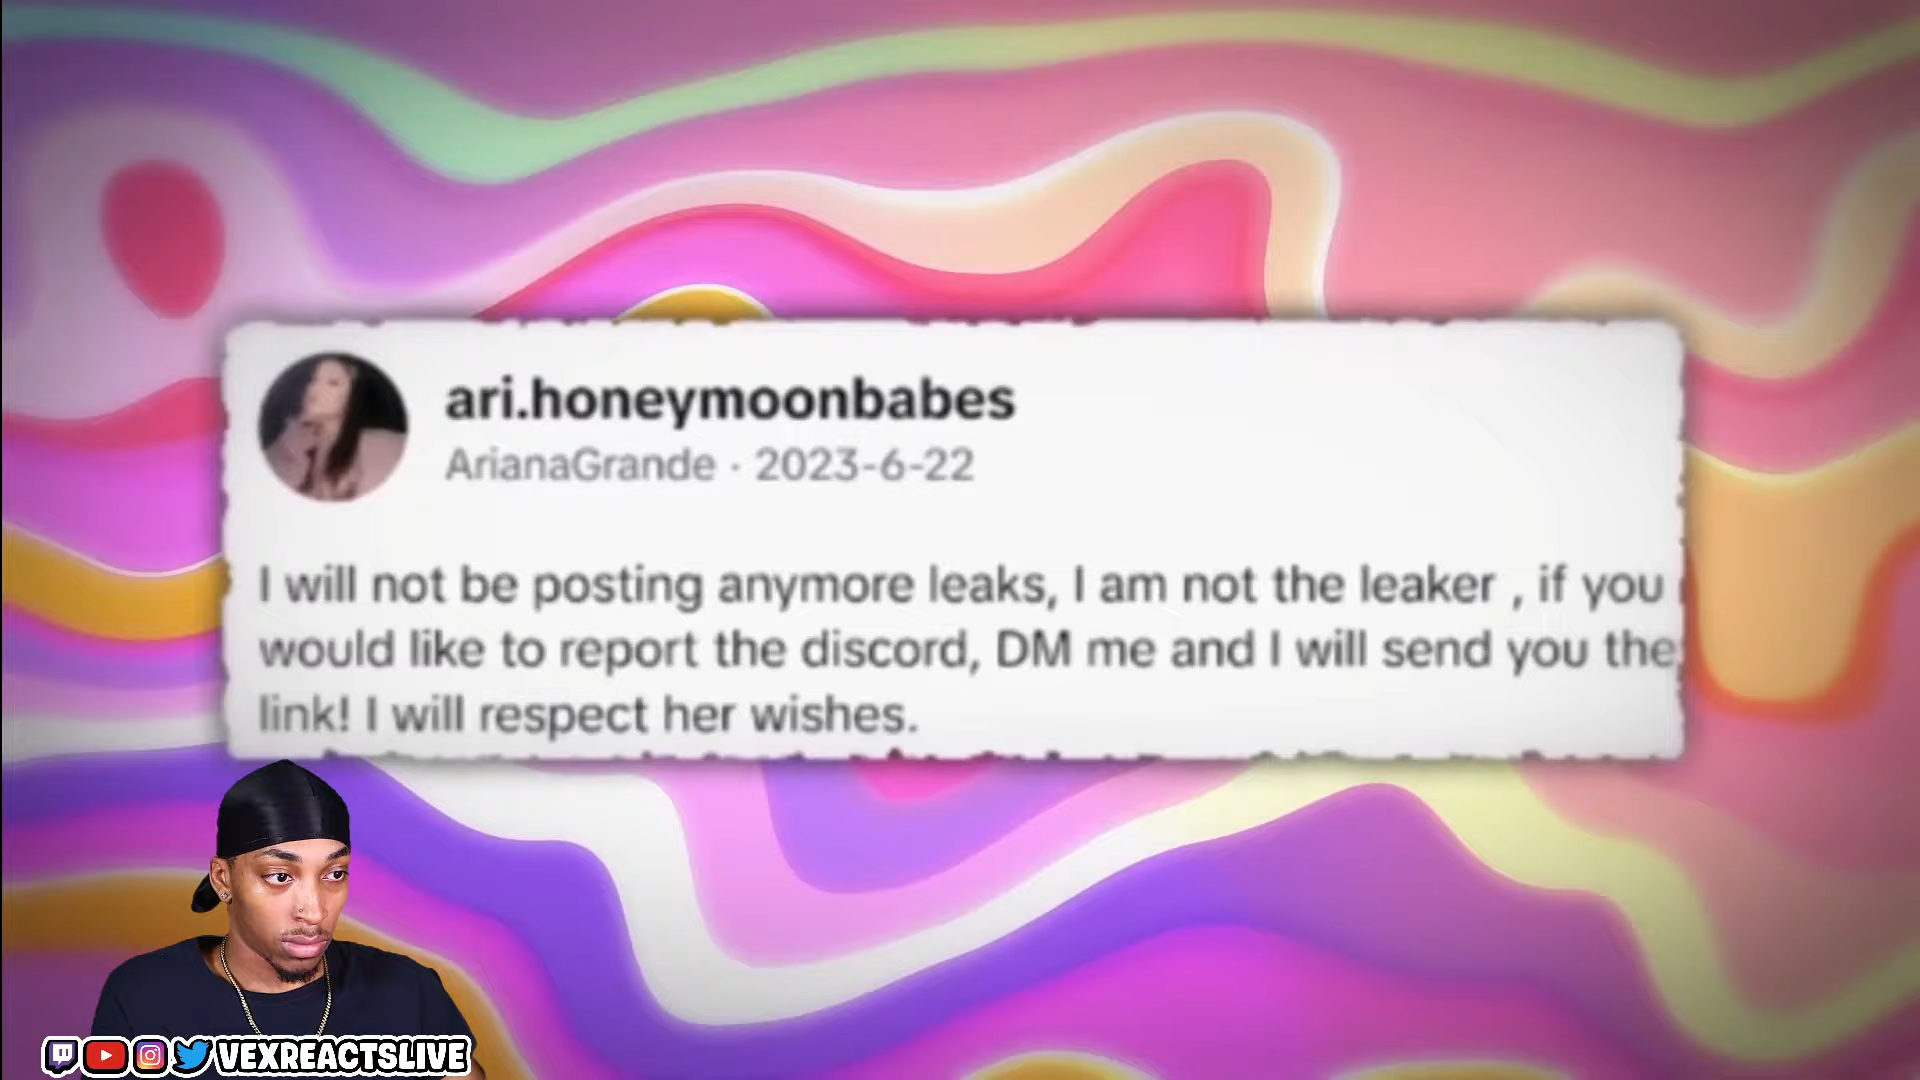 ari.honeymoonbabes
ArianaGrande · 2023-6-22
I will not be posting anymore leaks, I am not the leaker , if you
would like to report the discord, DM me and I will send you the
link! I will respect her wishes.
VEXREACTSLIVE